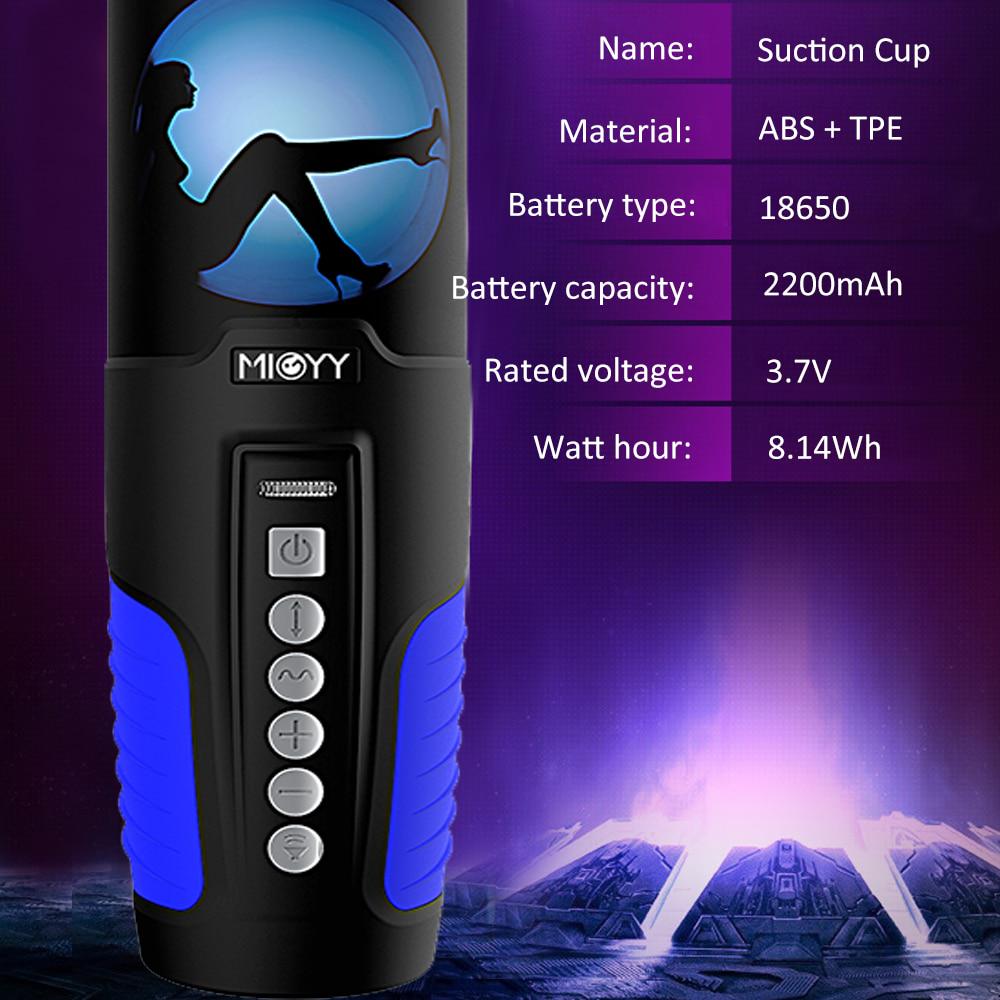 Name: Suction Cup
Material: ABS + TPE
Battery type: 18650
Battery capacity: 2200mAh
Rated voltage: 3.7V
Watt hour: 8.14Wh
MIOYY